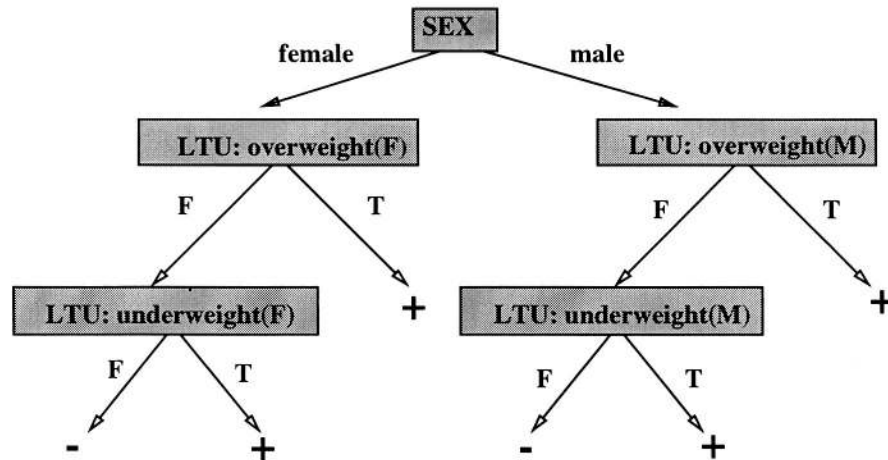 SEX
female male
LTU: overweight(F) LTU: overweight(M)
F T F T
LTU: underweight(F) + LTU: underweight(M) +
F T F T
- + - +